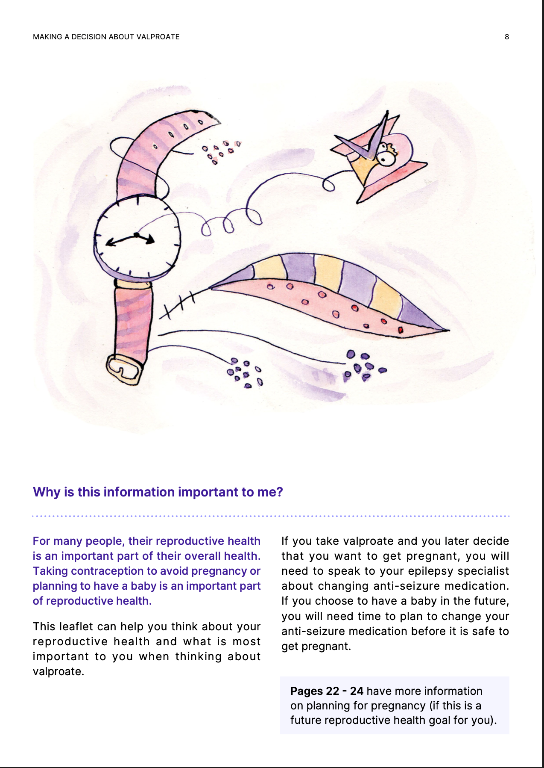 MAKING A DECISION ABOUT VALPROATE
8
Why is this information important to me?
For many people, their reproductive health
is an important part of their overall health.
Taking contraception to avoid pregnancy or
planning to have a baby is an important part
of reproductive health.
This leaflet can help you think about your
reproductive health and what is most
important to you when thinking about
valproate.
If you take valproate and you later decide
that you want to get pregnant, you will
need to speak to your epilepsy specialist
about changing anti-seizure medication.
If you choose to have a baby in the future,
you will need time to plan to change your
anti-seizure medication before it is safe to
get pregnant.
Pages 22 - 24 have more information
on planning for pregnancy (if this is a
future reproductive health goal for you).